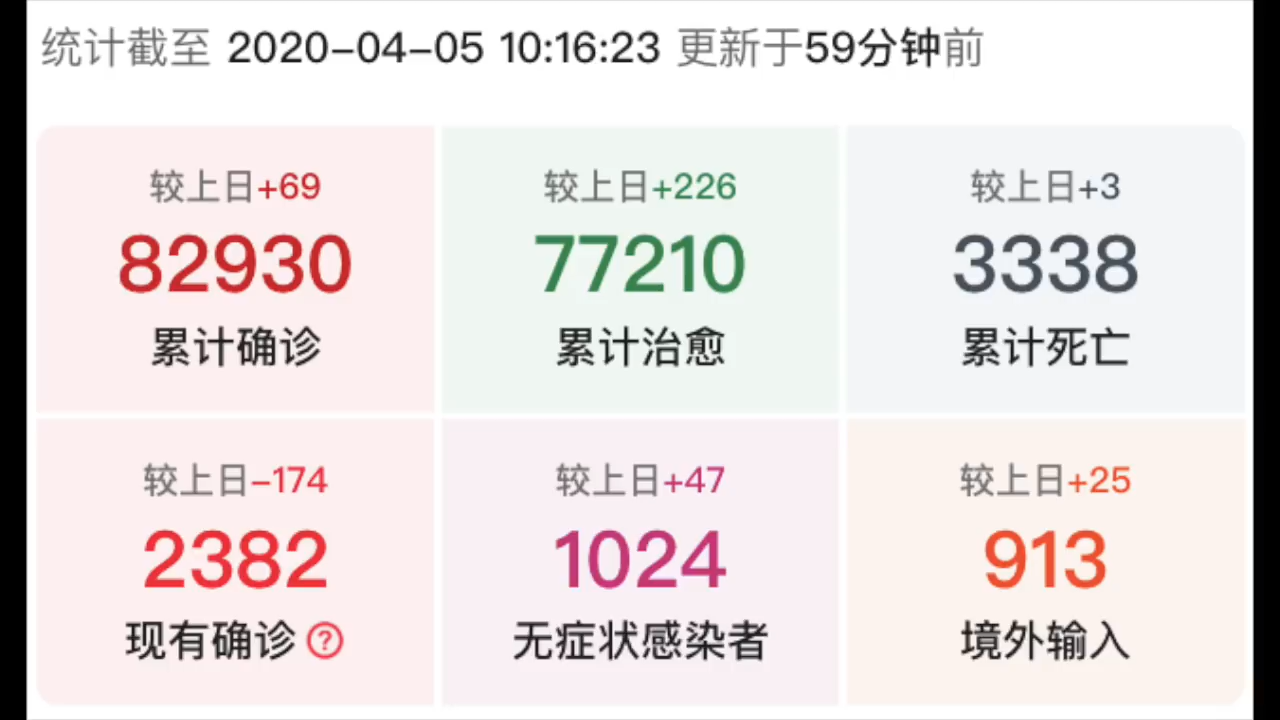 统计截至 2020-04-05 10:16:23 更新于59分钟前
较上日+69
82930
累计确诊
较上日+226
77210
累计治愈
较上日+3
3338
累计死亡
较上日-174
2382
现有确诊 ?
较上日+47
1024
无症状感染者
较上日+25
913
境外输入